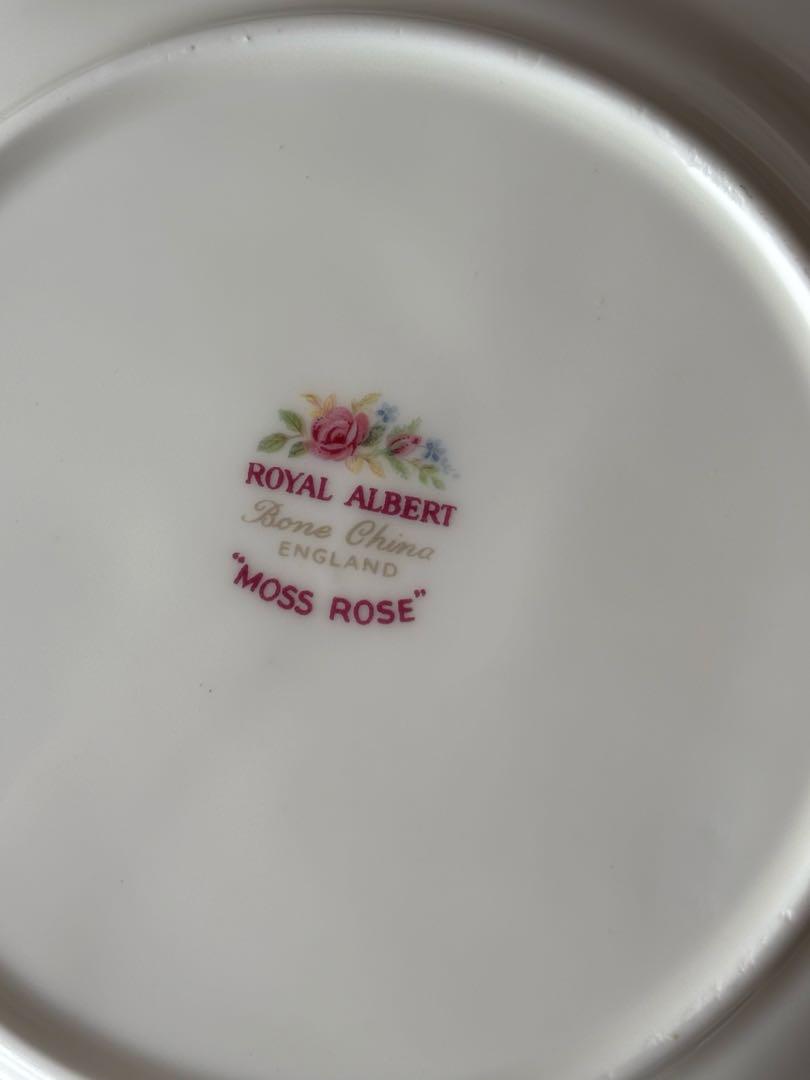 ROYAL ALBERT
Bone China
ENGLAND
"MOSS ROSE"